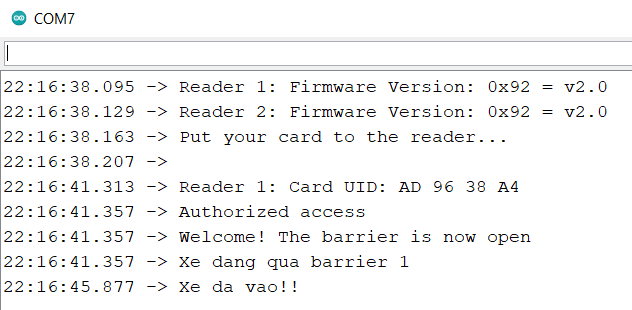 COM7
22:16:38.095 -> Reader 1: Firmware Version: 0x92 = v2.0
22:16:38.129 -> Reader 2: Firmware Version: 0x92 = v2.0
22:16:38.163 -> Put your card to the reader...
22:16:38.207 ->
22:16:41.313 -> Reader 1: Card UID: AD 96 38 A4
22:16:41.357 -> Authorized access
22:16:41.357 -> Welcome! The barrier is now open
22:16:41.357 -> Xe dang qua barrier 1
22:16:45.877 -> Xe da vao!!